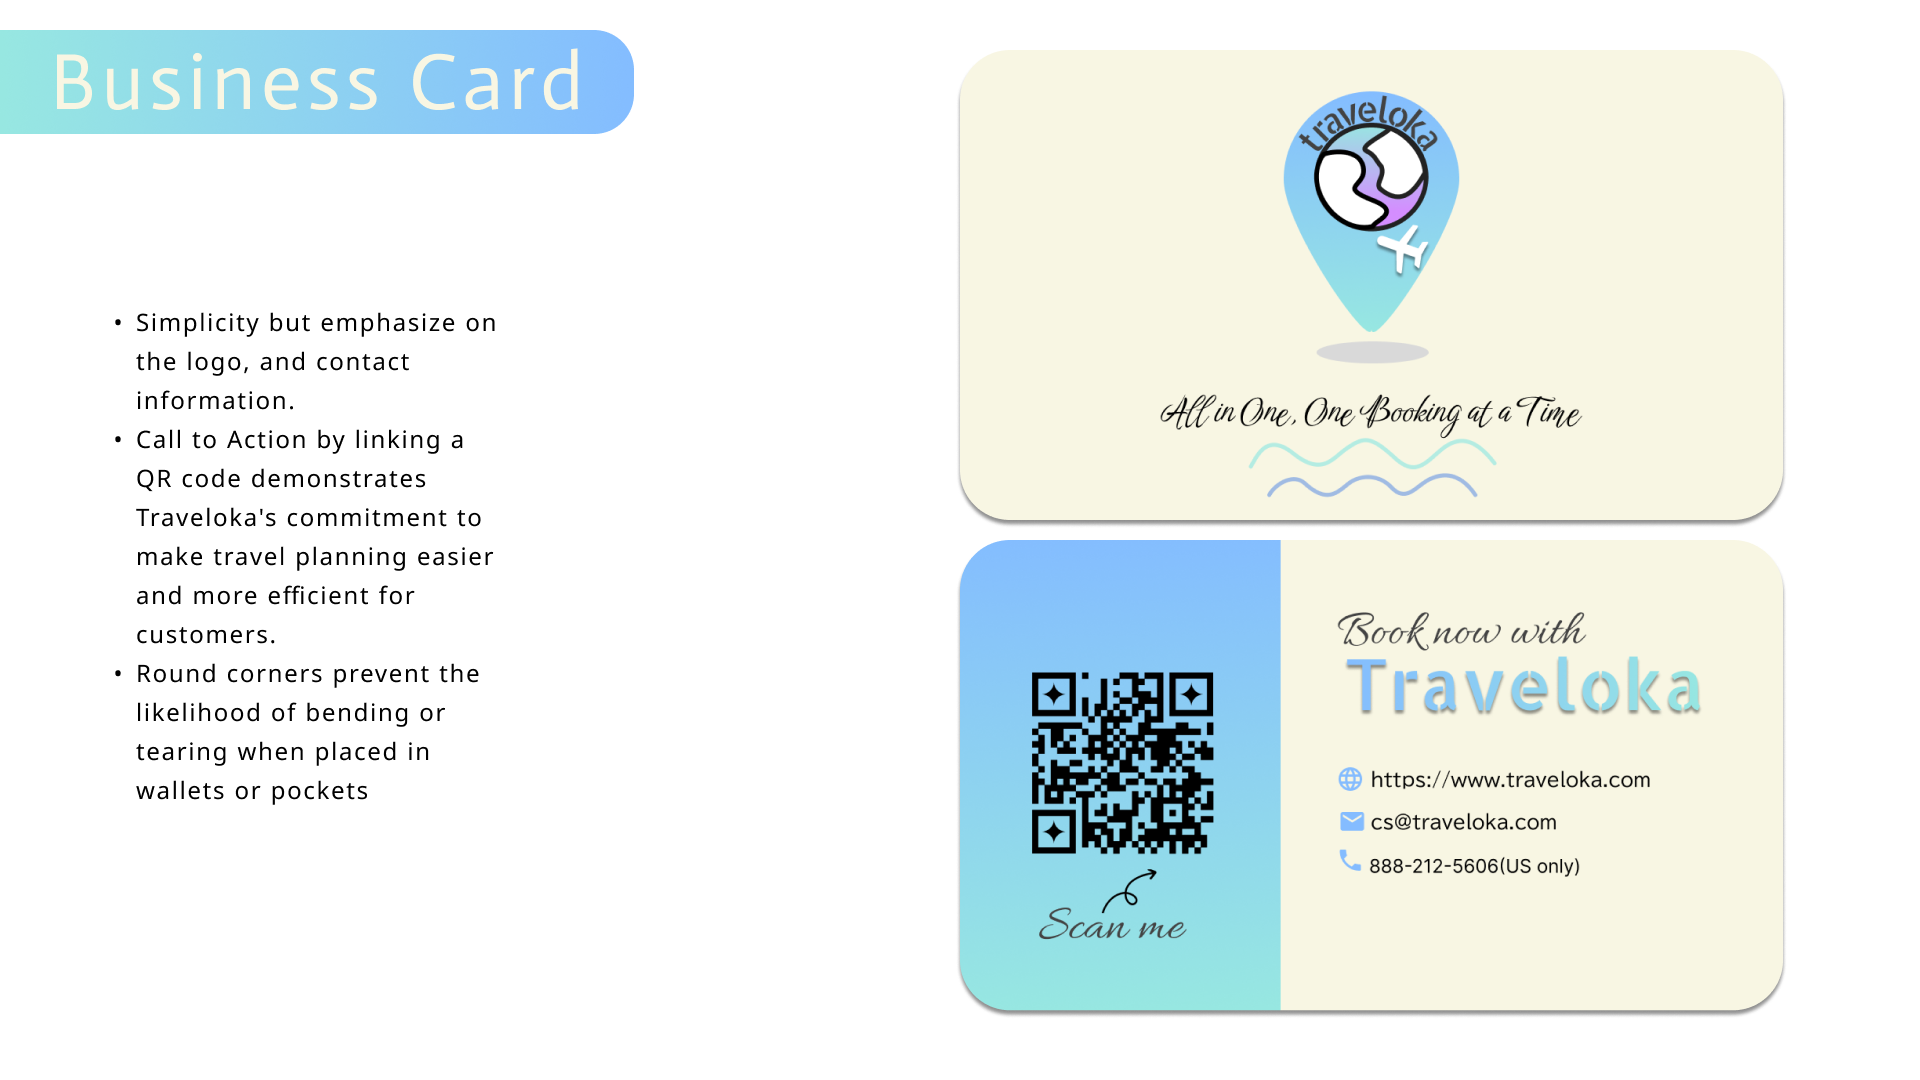 Business Card
• Simplicity but emphasize on
the logo, and contact
information.
• Call to Action by linking a
QR code demonstrates
Traveloka's commitment to
make travel planning easier
and more efficient for
customers.
• Round corners prevent the
likelihood of bending or
tearing when placed in
wallets or pockets
traveloka
All in One, One Booking at a Time
Scan me
Book now with
Traveloka
https://www.traveloka.com
cs@traveloka.com
888-212-5606(US only)